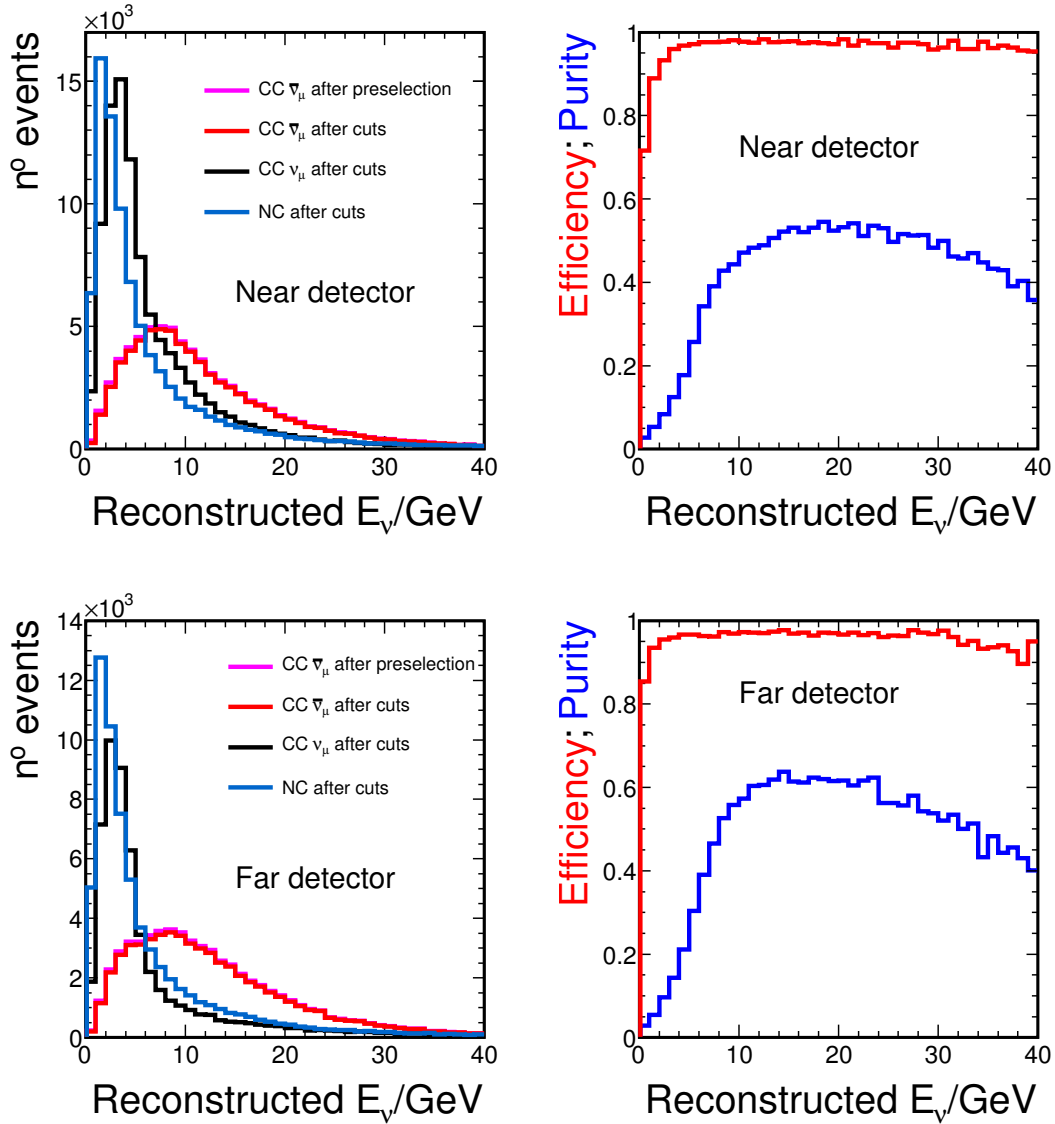 ×10³
nº events
15
10
5
0
CC ν̅μ after preselection
CC ν̅μ after cuts
CC νμ after cuts
NC after cuts
Near detector
0 10 20 30 40
Reconstructed Eν/GeV
Efficiency; Purity
1
0.8
0.6
0.4
0.2
0
Near detector
0 10 20 30 40
Reconstructed Eν/GeV
×10³
nº events
14
12
10
8
6
4
2
0
CC ν̅μ after preselection
CC ν̅μ after cuts
CC νμ after cuts
NC after cuts
Far detector
0 10 20 30 40
Reconstructed Eν/GeV
Efficiency; Purity
1
0.8
0.6
0.4
0.2
0
Far detector
0 10 20 30 40
Reconstructed Eν/GeV